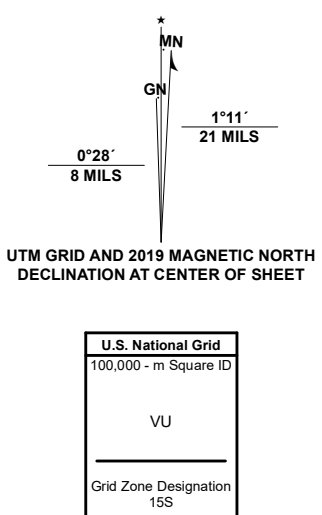 ★
MN
GN
1°11´
21 MILS
0°28´
8 MILS
UTM GRID AND 2019 MAGNETIC NORTH
DECLINATION AT CENTER OF SHEET
U.S. National Grid
100,000 - m Square ID
VU
Grid Zone Designation
15S